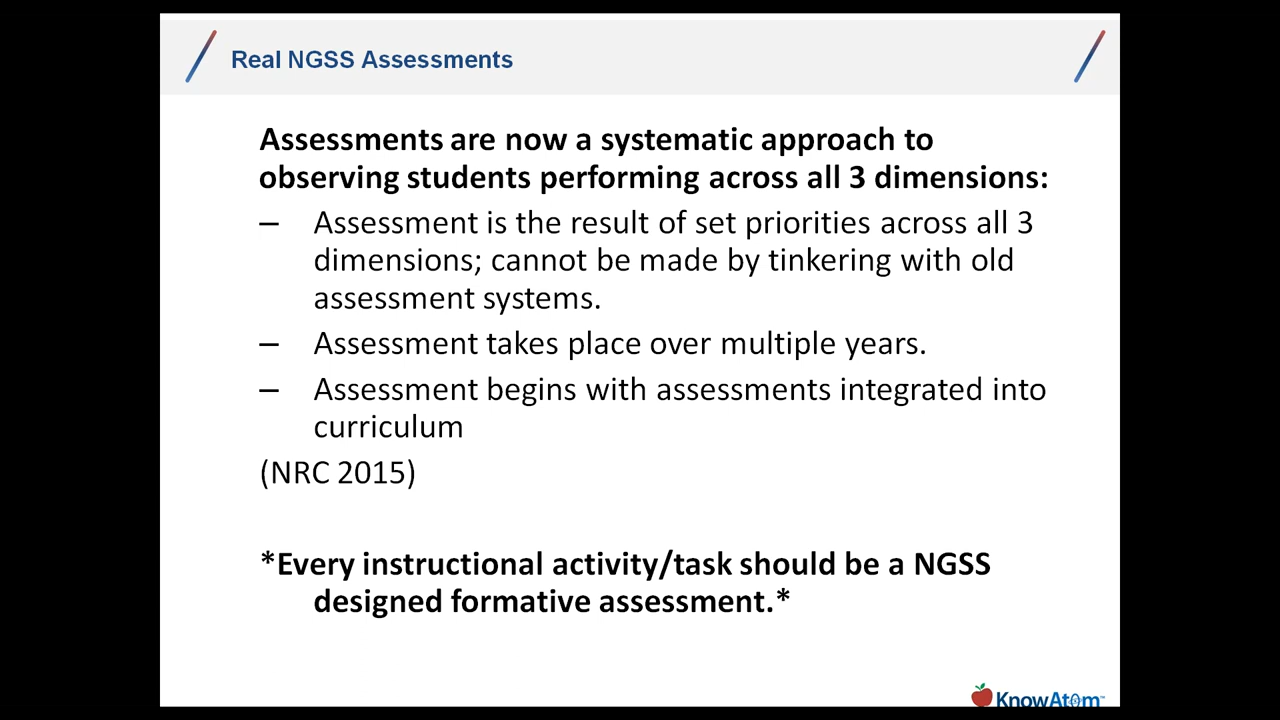 Real NGSS Assessments
Assessments are now a systematic approach to
observing students performing across all 3 dimensions:
– Assessment is the result of set priorities across all 3
dimensions; cannot be made by tinkering with old
assessment systems.
– Assessment takes place over multiple years.
– Assessment begins with assessments integrated into
curriculum
(NRC 2015)
*Every instructional activity/task should be a NGSS
designed formative assessment.*
KnowAtom™